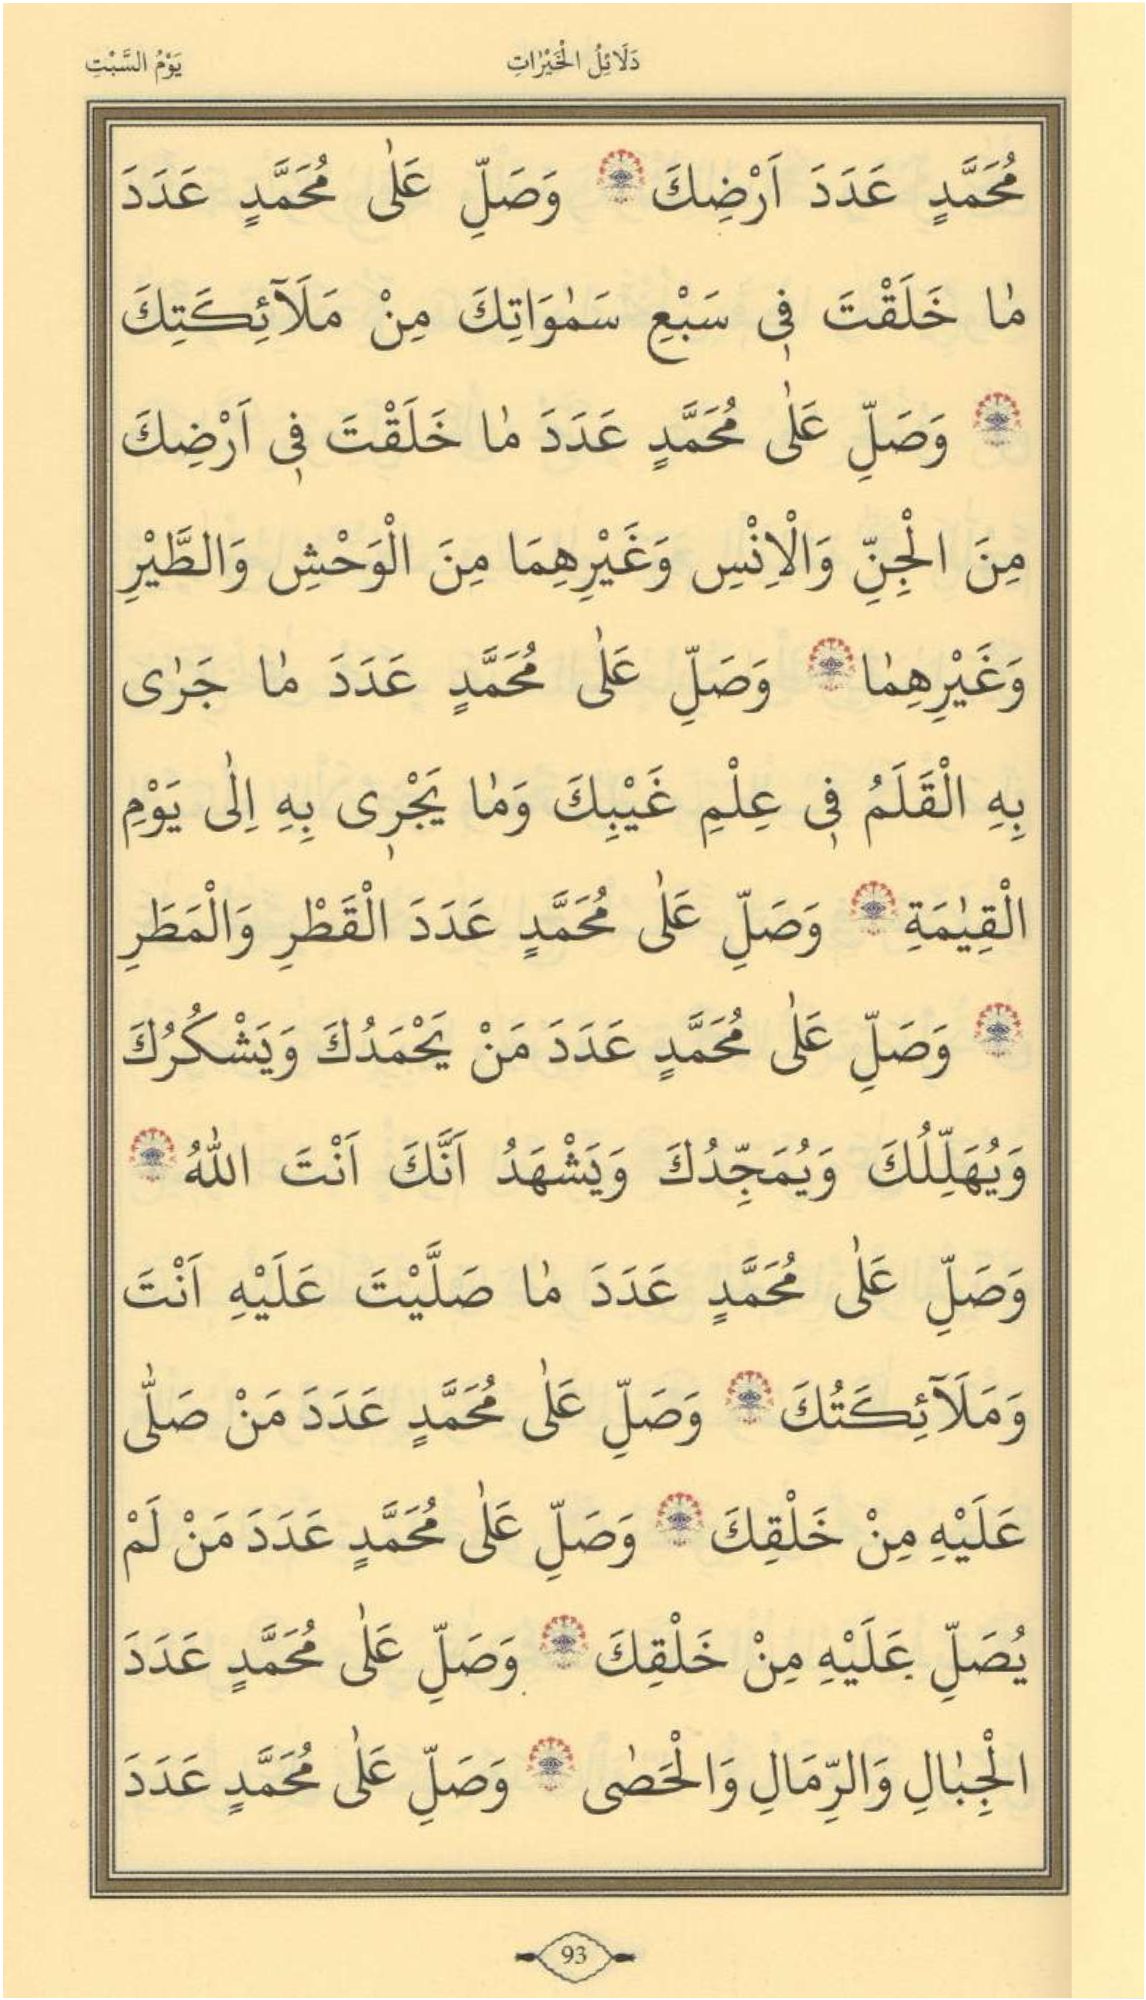 دَلَائِلُ الْخَيْرَاتِ
يَوْمُ السَّبْتِ
مُحَمَّدٍ عَدَدَ اَرْضِكَ وَصَلِّ عَلٰى مُحَمَّدٍ عَدَدَ
مٰا خَلَقْتَ فٖى سَبْعِ سَمٰوَاتِكَ مِنْ مَلَآئِكَتِكَ
وَصَلِّ عَلٰى مُحَمَّدٍ عَدَدَ مٰا خَلَقْتَ فٖى اَرْضِكَ
مِنَ الْجِنِّ وَالْاِنْسِ وَغَيْرِهِمَا مِنَ الْوَحْشِ وَالطَّيْرِ
وَغَيْرِهِمٰا وَصَلِّ عَلٰى مُحَمَّدٍ عَدَدَ مٰا جَرٰى
بِهِ الْقَلَمُ فٖى عِلْمِ غَيْبِكَ وَمٰا يَجْرٖى بِهِ اِلٰى يَوْمِ
الْقِيٰمَةِ وَصَلِّ عَلٰى مُحَمَّدٍ عَدَدَ الْقَطْرِ وَالْمَطَرِ
وَصَلِّ عَلٰى مُحَمَّدٍ عَدَدَ مَنْ يَحْمَدُكَ وَيَشْكُرُكَ
وَيُهَلِّلُكَ وَيُمَجِّدُكَ وَيَشْهَدُ اَنَّكَ اَنْتَ اللّٰهُ
وَصَلِّ عَلٰى مُحَمَّدٍ عَدَدَ مٰا صَلَّيْتَ عَلَيْهِ اَنْتَ
وَمَلَآئِكَتُكَ وَصَلِّ عَلٰى مُحَمَّدٍ عَدَدَ مَنْ صَلّٰى
عَلَيْهِ مِنْ خَلْقِكَ وَصَلِّ عَلٰى مُحَمَّدٍ عَدَدَ مَنْ لَمْ
يُصَلِّ عَلَيْهِ مِنْ خَلْقِكَ وَصَلِّ عَلٰى مُحَمَّدٍ عَدَدَ
الْجِبٰالِ وَالرِّمَالِ وَالْحَصٰى وَصَلِّ عَلٰى مُحَمَّدٍ عَدَدَ
93